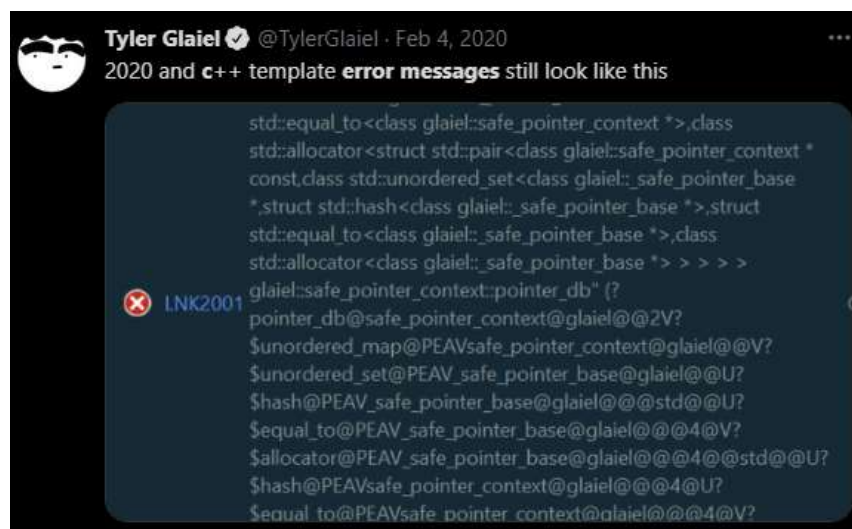 Tyler Glaiel @TylerGlaiel · Feb 4, 2020
2020 and c++ template error messages still look like this
std::equal_to<class glaiel::safe_pointer_context *>,class
std::allocator<struct std::pair<class glaiel::safe_pointer_context *
const,class std::unordered_set<class glaiel::_safe_pointer_base
*,struct std::hash<class glaiel::_safe_pointer_base *>,struct
std::equal_to<class glaiel::_safe_pointer_base *>,class
std::allocator<class glaiel::_safe_pointer_base *> > > > >
LNK2001
glaiel::safe_pointer_context::pointer_db" (?
pointer_db@safe_pointer_context@glaiel@@2V?
$unordered_map@PEAVsafe_pointer_context@glaiel@@V?
$unordered_set@PEAV_safe_pointer_base@glaiel@@U?
$hash@PEAV_safe_pointer_base@glaiel@@@std@@U?
$equal_to@PEAV_safe_pointer_base@glaiel@@@4@V?
$allocator@PEAV_safe_pointer_base@glaiel@@@4@@std@@U?
$hash@PEAVsafe_pointer_context@glaiel@@@4@U?
$equal_to@PEAVsafe_pointer_context@glaiel@@@4@V?